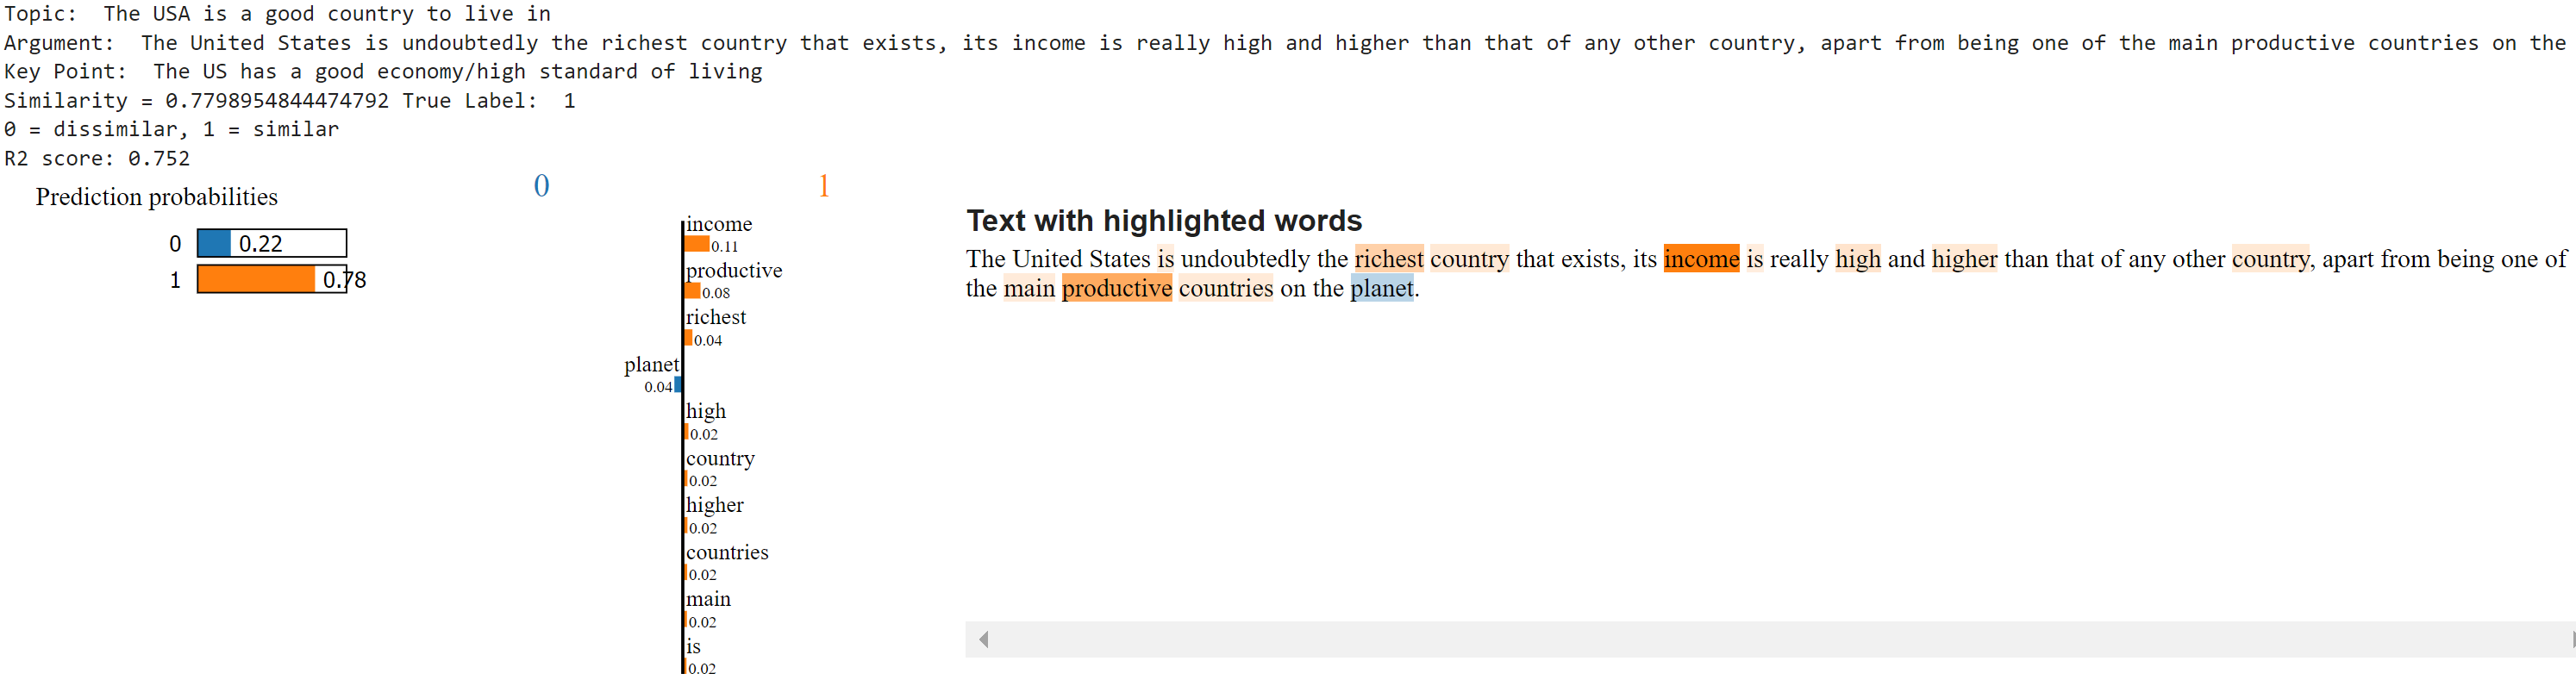 Topic:  The USA is a good country to live in
Argument:  The United States is undoubtedly the richest country that exists, its income is really high and higher than that of any other country, apart from being one of the main productive countries on the
Key Point:  The US has a good economy/high standard of living
Similarity = 0.7798954844474792 True Label:  1
0 = dissimilar, 1 = similar
R2 score: 0.752
Prediction probabilities
0 0.22
1 0.78
0 1
income
0.11
productive
0.08
richest
0.04
planet
0.04
high
0.02
country
0.02
higher
0.02
countries
0.02
main
0.02
is
0.02
Text with highlighted words
The United States is undoubtedly the richest country that exists, its income is really high and higher than that of any other country, apart from being one of
the main productive countries on the planet.